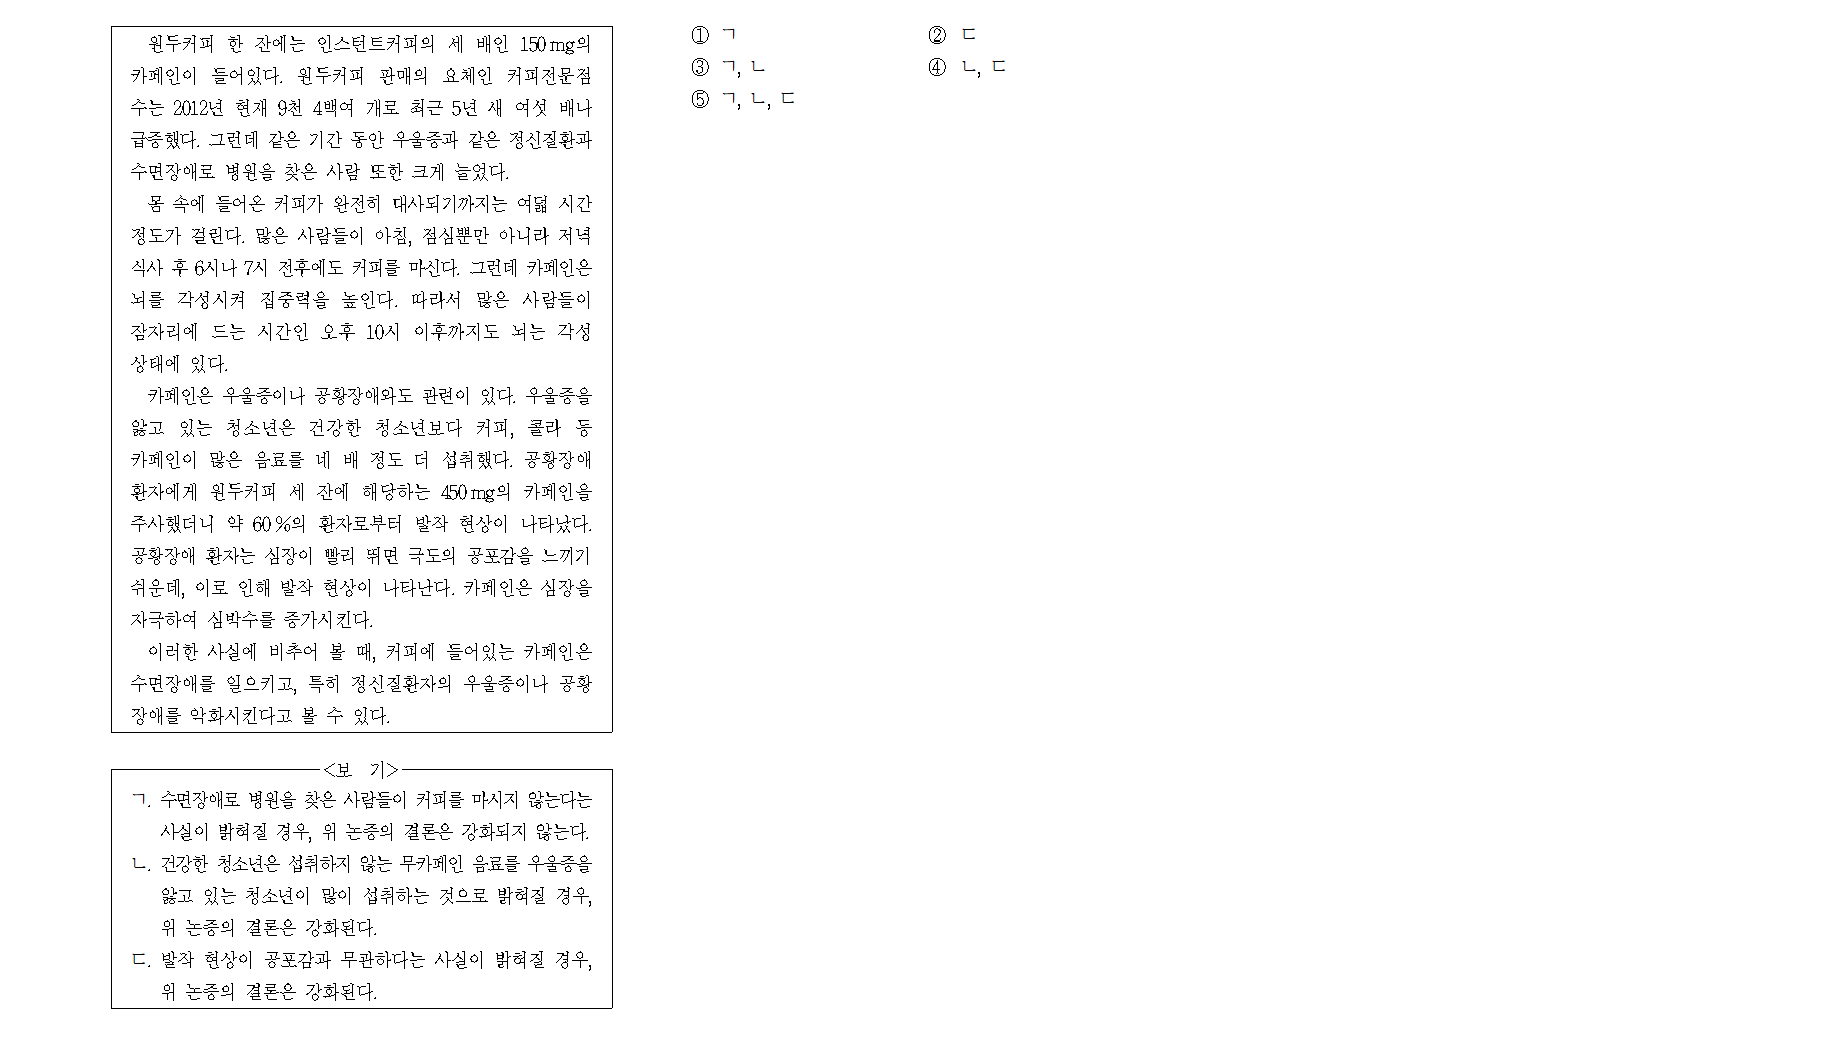 원두커피 한 잔에는 인스턴트커피의 세 배인 150mg의
카페인이 들어있다. 원두커피 판매의 요체인 커피전문점
수는 2012년 현재 9천 4백여 개로 최근 5년 새 여섯 배나
급증했다. 그런데 같은 기간 동안 우울증과 같은 정신질환과
수면장애로 병원을 찾은 사람 또한 크게 늘었다.
몸 속에 들어온 커피가 완전히 대사되기까지는 여덟 시간
정도가 걸린다. 많은 사람들이 아침, 점심뿐만 아니라 저녁
식사 후 6시나 7시 전후에도 커피를 마신다. 그런데 카페인은
뇌를 각성시켜 집중력을 높인다. 따라서 많은 사람들이
잠자리에 드는 시간인 오후 10시 이후까지도 뇌는 각성
상태에 있다.
카페인은 우울증이나 공황장애와도 관련이 있다. 우울증을
앓고 있는 청소년은 건강한 청소년보다 커피, 콜라 등
카페인이 많은 음료를 네 배 정도 더 섭취했다. 공황장애
환자에게 원두커피 세 잔에 해당하는 450mg의 카페인을
주사했더니 약 60%의 환자로부터 발작 현상이 나타났다.
공황장애 환자는 심장이 빨리 뛰면 극도의 공포감을 느끼기
쉬운데, 이로 인해 발작 현상이 나타난다. 카페인은 심장을
자극하여 심박수를 증가시킨다.
이러한 사실에 비추어 볼 때, 커피에 들어있는 카페인은
수면장애를 일으키고, 특히 정신질환자의 우울증이나 공황
장애를 악화시킨다고 볼 수 있다.
<보 기>
ㄱ. 수면장애로 병원을 찾은 사람들이 커피를 마시지 않는다는
사실이 밝혀질 경우, 위 논증의 결론은 강화되지 않는다.
ㄴ. 건강한 청소년은 섭취하지 않는 무카페인 음료를 우울증을
앓고 있는 청소년이 많이 섭취하는 것으로 밝혀질 경우,
위 논증의 결론은 강화된다.
ㄷ. 발작 현상이 공포감과 무관하다는 사실이 밝혀질 경우,
위 논증의 결론은 강화된다.
① ㄱ ② ㄷ
③ ㄱ, ㄴ ④ ㄴ, ㄷ
⑤ ㄱ, ㄴ, ㄷ